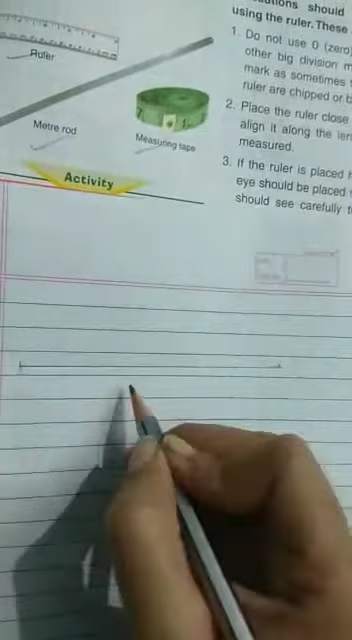 using the ruler. These
1. Do not use 0 (zero
other big division m
mark as sometimes
ruler are chipped or b
2. Place the ruler close
align it along the len
measured.
3. If the ruler is placed
eye should be placed
should see carefully
Ruler
Metre rod
Measuring tape
Activity